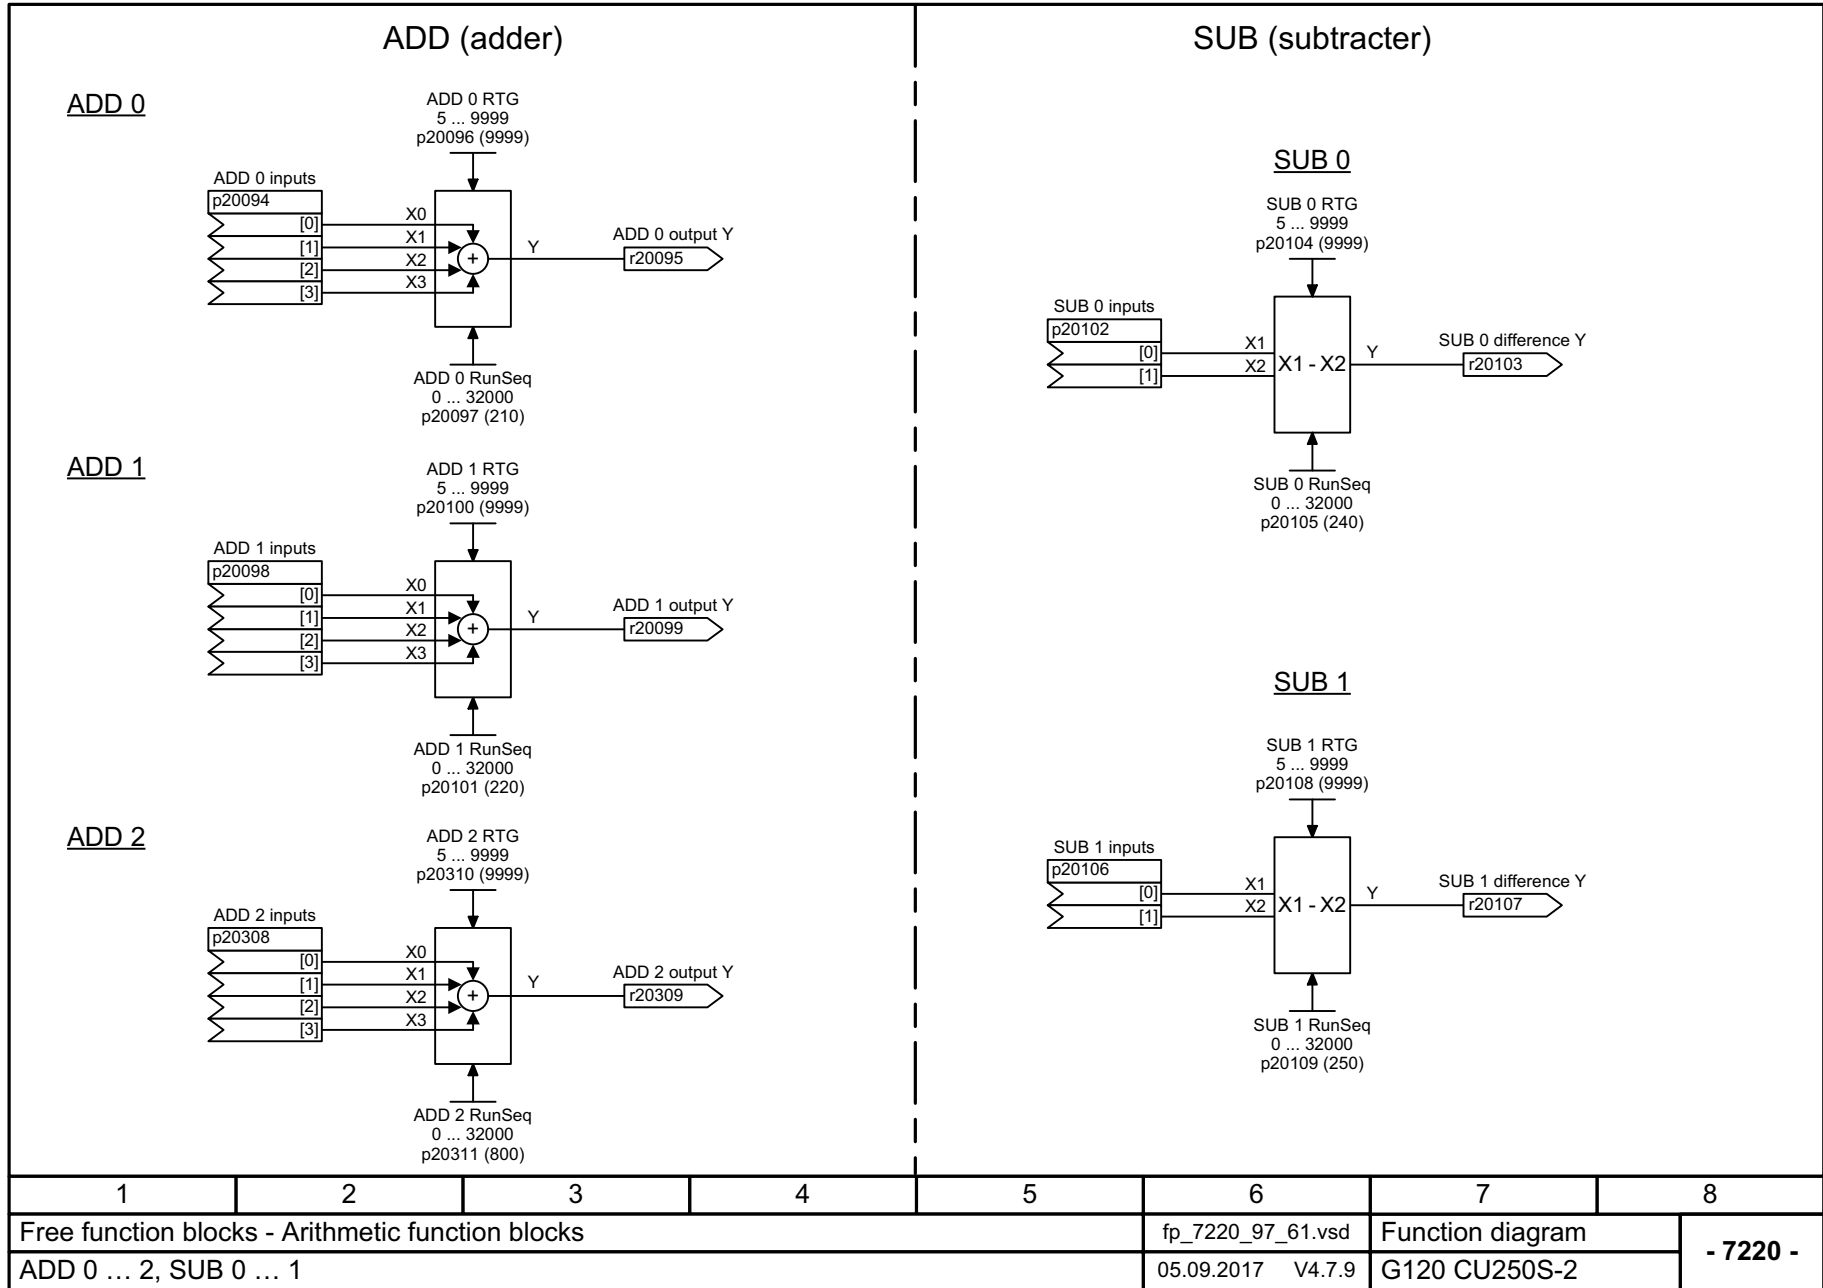 ADD (adder)
ADD 0
ADD 0 RTG
5 ... 9999
p20096 (9999)
ADD 0 inputs
p20094
[0]
[1]
[2]
[3]
X0
X1
X2
X3
+
Y
ADD 0 output Y
r20095
ADD 0 RunSeq
0 ... 32000
p20097 (210)
ADD 1
ADD 1 RTG
5 ... 9999
p20100 (9999)
ADD 1 inputs
p20098
[0]
[1]
[2]
[3]
X0
X1
X2
X3
+
Y
ADD 1 output Y
r20099
ADD 1 RunSeq
0 ... 32000
p20101 (220)
ADD 2
ADD 2 RTG
5 ... 9999
p20310 (9999)
ADD 2 inputs
p20308
[0]
[1]
[2]
[3]
X0
X1
X2
X3
+
Y
ADD 2 output Y
r20309
ADD 2 RunSeq
0 ... 32000
p20311 (800)
SUB (subtracter)
SUB 0
SUB 0 RTG
5 ... 9999
p20104 (9999)
SUB 0 inputs
p20102
[0]
[1]
X1
X2
X1 - X2
Y
SUB 0 difference Y
r20103
SUB 0 RunSeq
0 ... 32000
p20105 (240)
SUB 1
SUB 1 RTG
5 ... 9999
p20108 (9999)
SUB 1 inputs
p20106
[0]
[1]
X1
X2
X1 - X2
Y
SUB 1 difference Y
r20107
SUB 1 RunSeq
0 ... 32000
p20109 (250)
1 2 3 4 5 6 7 8
Free function blocks - Arithmetic function blocks
fp_7220_97_61.vsd
Function diagram
- 7220 -
ADD 0 … 2, SUB 0 … 1
05.09.2017 V4.7.9
G120 CU250S-2